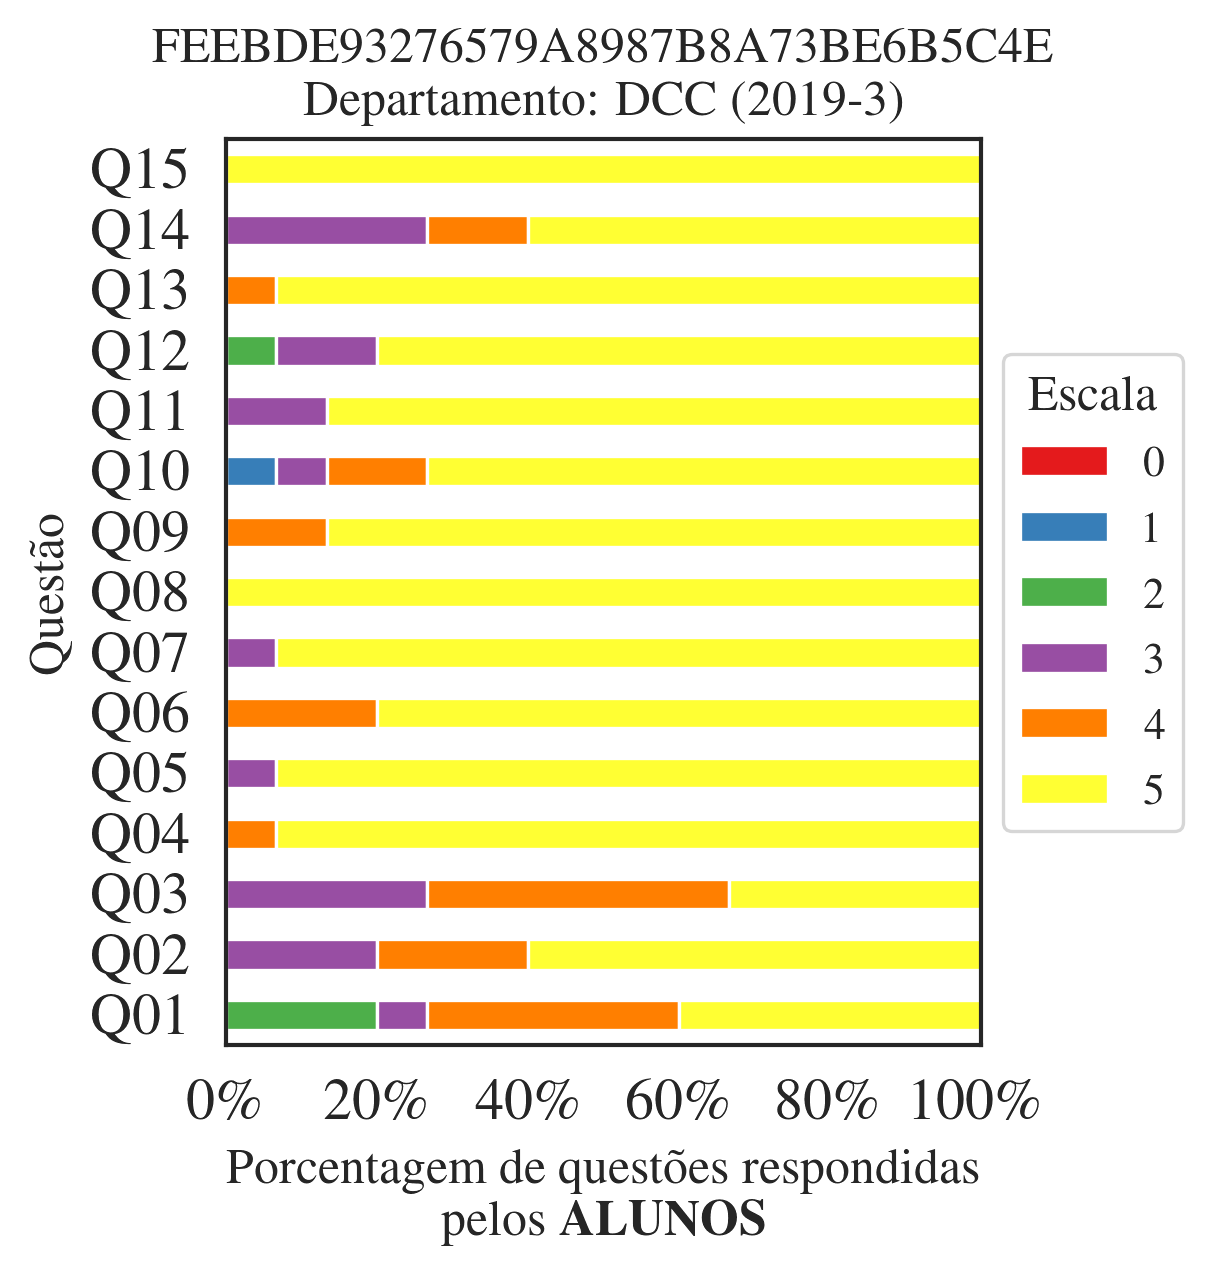 FEEBDE93276579A8987B8A73BE6B5C4E
Departamento: DCC (2019-3)
Questão
Q15
Q14
Q13
Q12
Q11
Q10
Q09
Q08
Q07
Q06
Q05
Q04
Q03
Q02
Q01
0% 20% 40% 60% 80% 100%
Porcentagem de questões respondidas
pelos ALUNOS
Escala
0
1
2
3
4
5